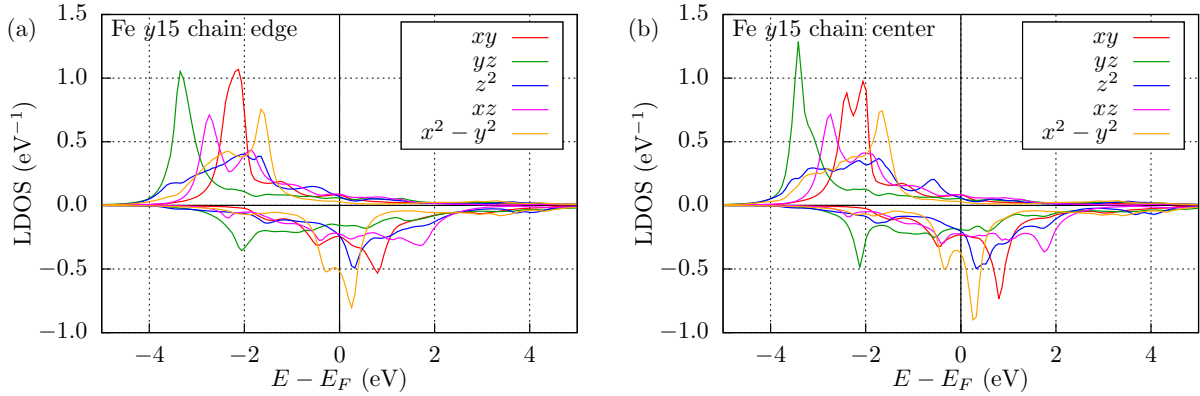 (a)
Fe y15 chain edge
xy
yz
z²
xz
x² − y²
1.5
1.0
0.5
0.0
−0.5
−1.0
LDOS (eV⁻¹)
−4 −2 0 2 4
E − E_F (eV)
(b)
Fe y15 chain center
xy
yz
z²
xz
x² − y²
1.5
1.0
0.5
0.0
−0.5
−1.0
LDOS (eV⁻¹)
−4 −2 0 2 4
E − E_F (eV)